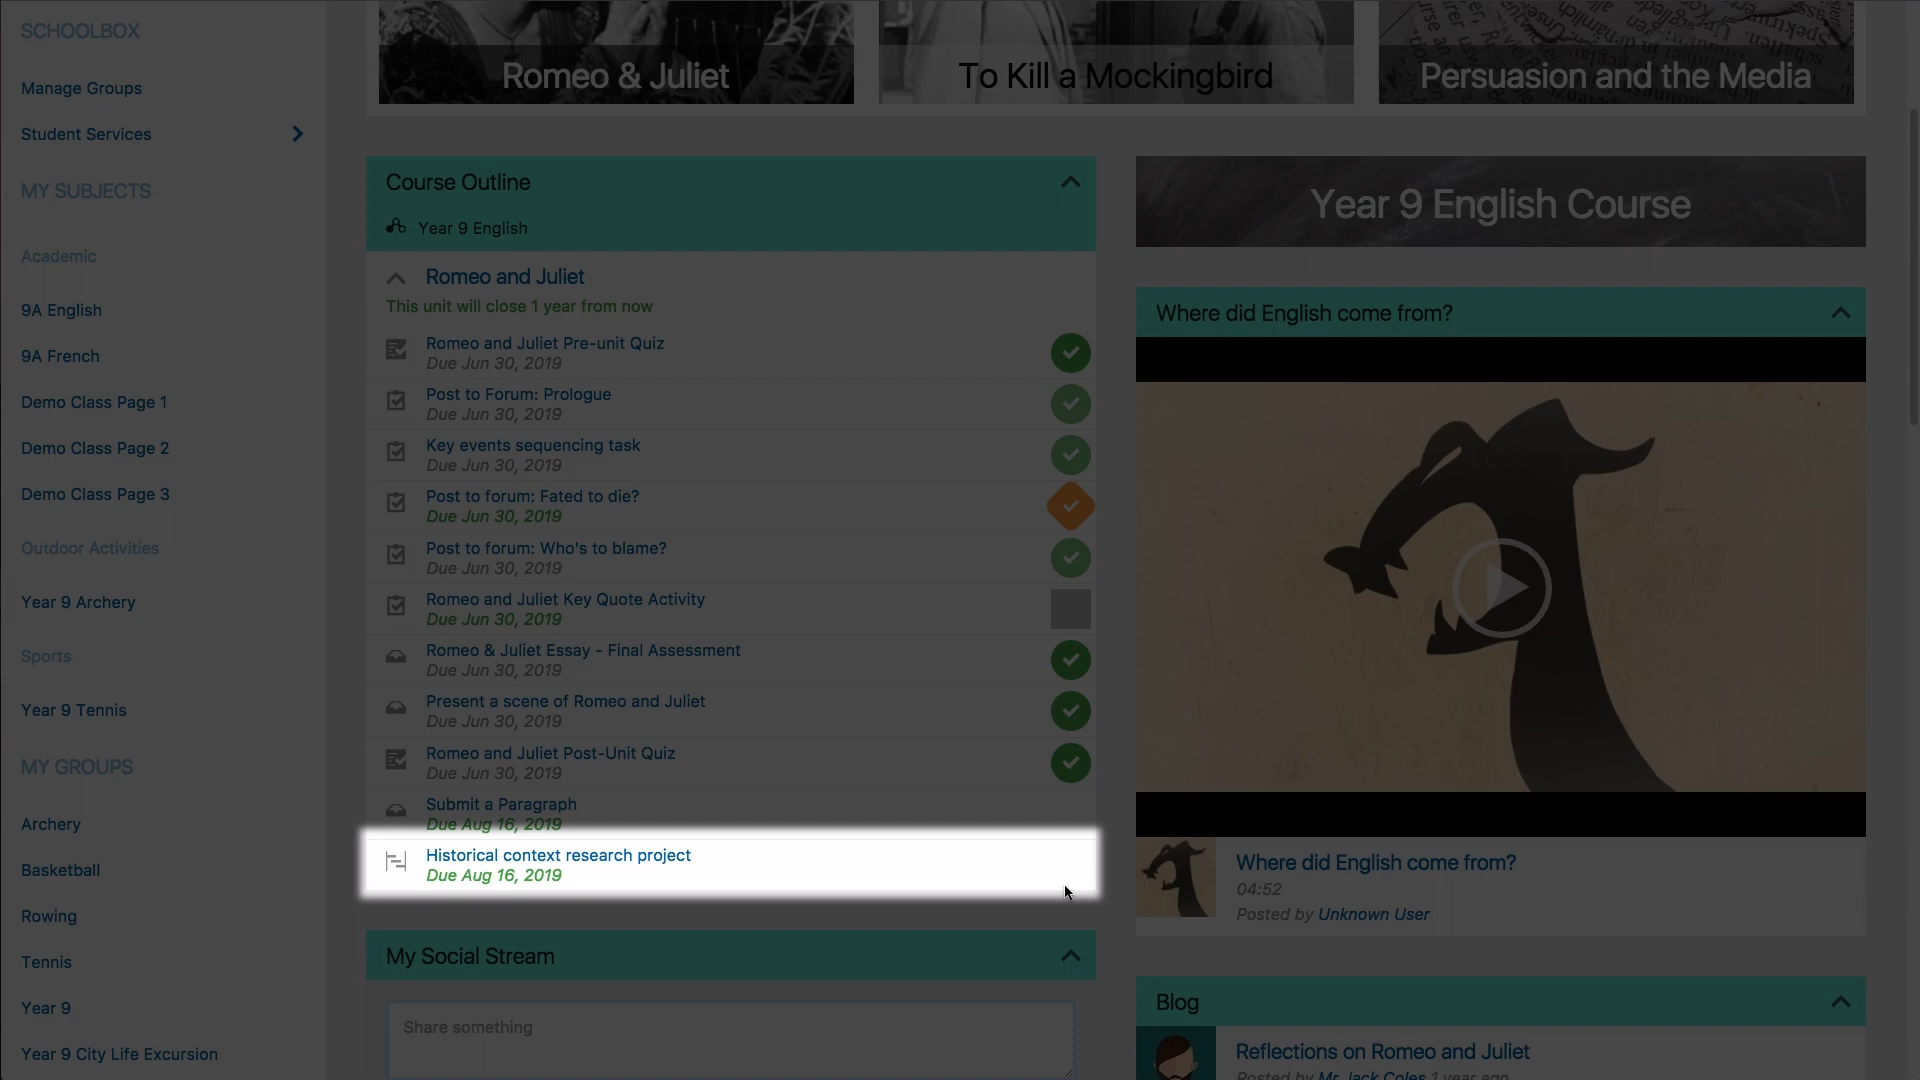 SCHOOLBOX
Manage Groups
Student Services
MY SUBJECTS
Academic
9A English
9A French
Demo Class Page 1
Demo Class Page 2
Demo Class Page 3
Outdoor Activities
Year 9 Archery
Sports
Year 9 Tennis
MY GROUPS
Archery
Basketball
Rowing
Tennis
Year 9
Year 9 City Life Excursion
Romeo & Juliet
To Kill a Mockingbird
Persuasion and the Media
Course Outline
Year 9 English
Romeo and Juliet
This unit will close 1 year from now
Romeo and Juliet Pre-unit Quiz
Due Jun 30, 2019
Post to Forum: Prologue
Due Jun 30, 2019
Key events sequencing task
Due Jun 30, 2019
Post to forum: Fated to die?
Due Jun 30, 2019
Post to forum: Who's to blame?
Due Jun 30, 2019
Romeo and Juliet Key Quote Activity
Due Jun 30, 2019
Romeo & Juliet Essay - Final Assessment
Due Jun 30, 2019
Present a scene of Romeo and Juliet
Due Jun 30, 2019
Romeo and Juliet Post-Unit Quiz
Due Jun 30, 2019
Submit a Paragraph
Due Aug 16, 2019
Historical context research project
Due Aug 16, 2019
My Social Stream
Share something
Year 9 English Course
Where did English come from?
Where did English come from?
04:52
Posted by Unknown User
Blog
Reflections on Romeo and Juliet
Posted by Mr Jack Coles 1 year ago